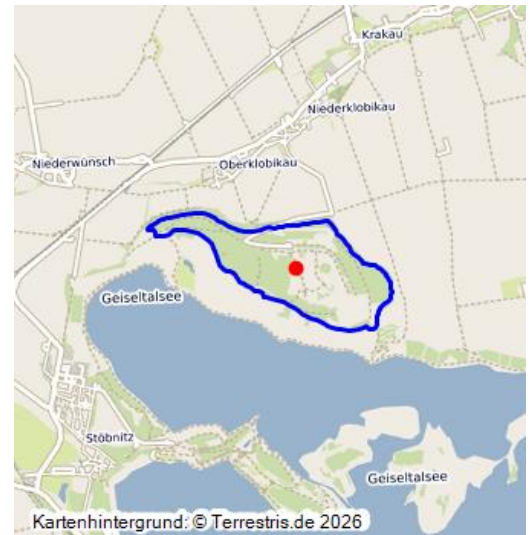 Krakau
Niederklobikau
Niederwünsch
Oberklobikau
Geiseltalsee
Stöbnitz
Geiseltalsee
Kartenhintergrund: © Terrestris.de 2026